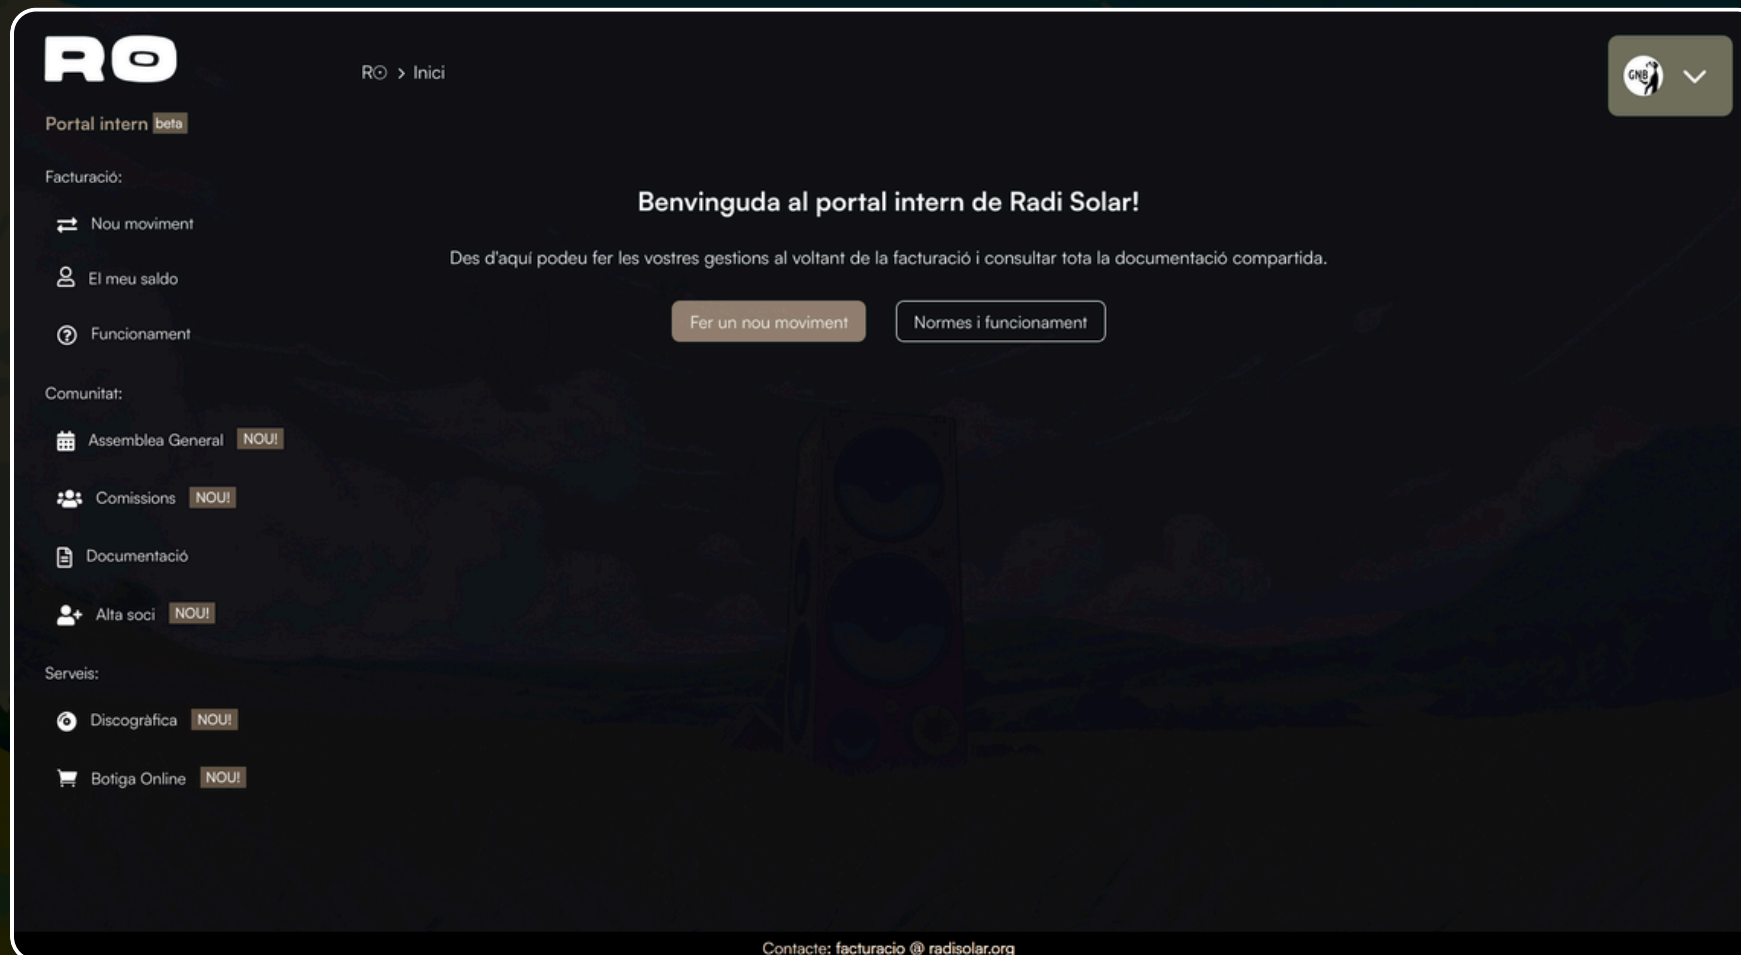 RO
R⊙ > Inici
GNB
Portal intern beta
Facturació:
Nou moviment
El meu saldo
Funcionament
Comunitat:
Assemblea General NOU!
Comissions NOU!
Documentació
Alta soci NOU!
Serveis:
Discogràfica NOU!
Botiga Online NOU!
Benvinguda al portal intern de Radi Solar!
Des d'aquí podeu fer les vostres gestions al voltant de la facturació i consultar tota la documentació compartida.
Fer un nou moviment
Normes i funcionament
Contacte: facturacio @ radisolar.org